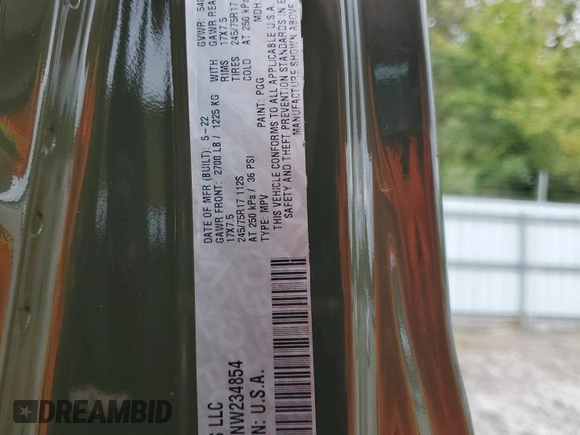 S LLC
DATE OF MFR (BUILT): 5-22
GVWR: 54
GAWR FRONT: 2700 LB / 1225 KG
WITH
GAWR REA
17X7.5
RIMS
17X7.5
245/75R17 112S
TIRES
245/75R17
AT 250 kPa / 36 PSI
COLD
AT 250 kPa
TYPE: MPV
PAINT: PGG
MDH
THIS VEHICLE CONFORMS TO ALL APPLICABLE U.S.A.
SAFETY AND THEFT PREVENTION STANDARDS IN E
MANUFACTURE SHOWN ABOVE
NW234854
N: U.S.A.
DREAMBID